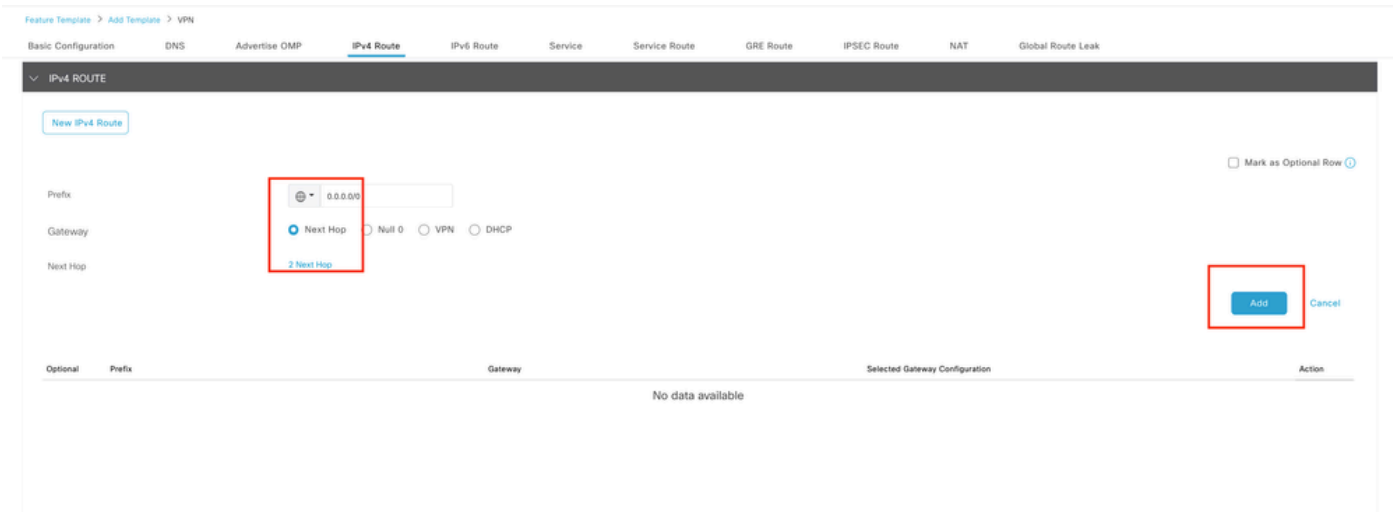 Feature Template > Add Template > VPN
Basic Configuration DNS Advertise OMP IPv4 Route IPv6 Route Service Service Route GRE Route IPSEC Route NAT Global Route Leak
IPv4 ROUTE
New IPv4 Route
Mark as Optional Row
Prefix 0.0.0.0/0
Gateway Next Hop Null 0 VPN DHCP
Next Hop 2 Next Hop
Add Cancel
Optional Prefix Gateway Selected Gateway Configuration Action
No data available